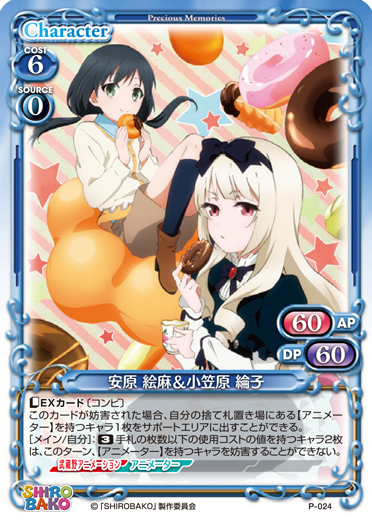 Precious Memories
Character
COST
6
SOURCE
0
60 AP
DP 60
安原 絵麻&小笠原 綸子
EXカード〔コンビ〕
このカードが妨害された場合、自分の捨て札置き場にある【アニメー
ター】を持つキャラ1枚をサポートエリアに出すことができる。
[メイン/自分]:3 手札の枚数以下の使用コストの値を持つキャラ2枚
は、このターン、【アニメーター】を持つキャラを妨害することができない。
武蔵野アニメーション アニメーター
SHIRO
BAKO
©「SHIROBAKO」製作委員会
P-024